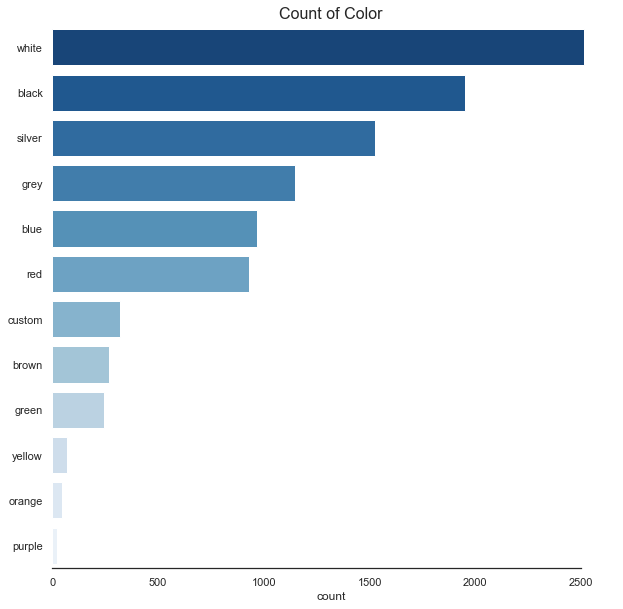 Count of Color
white
black
silver
grey
blue
red
custom
brown
green
yellow
orange
purple
0 500 1000 1500 2000 2500
count